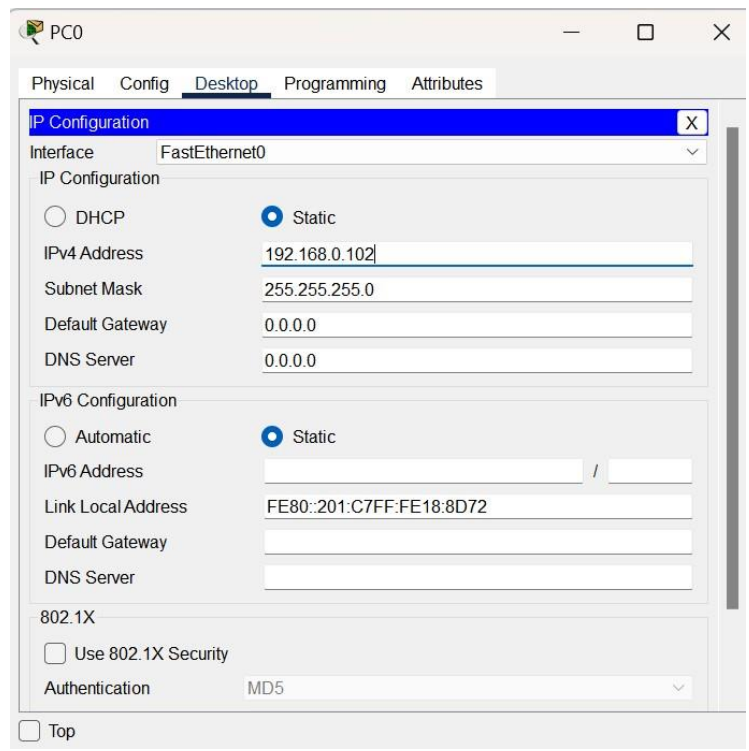 PC0
Physical Config Desktop Programming Attributes
IP Configuration X
Interface FastEthernet0
IP Configuration
DHCP Static
IPv4 Address 192.168.0.102
Subnet Mask 255.255.255.0
Default Gateway 0.0.0.0
DNS Server 0.0.0.0
IPv6 Configuration
Automatic Static
IPv6 Address /
Link Local Address FE80::201:C7FF:FE18:8D72
Default Gateway
DNS Server
802.1X
Use 802.1X Security
Authentication MD5
Top